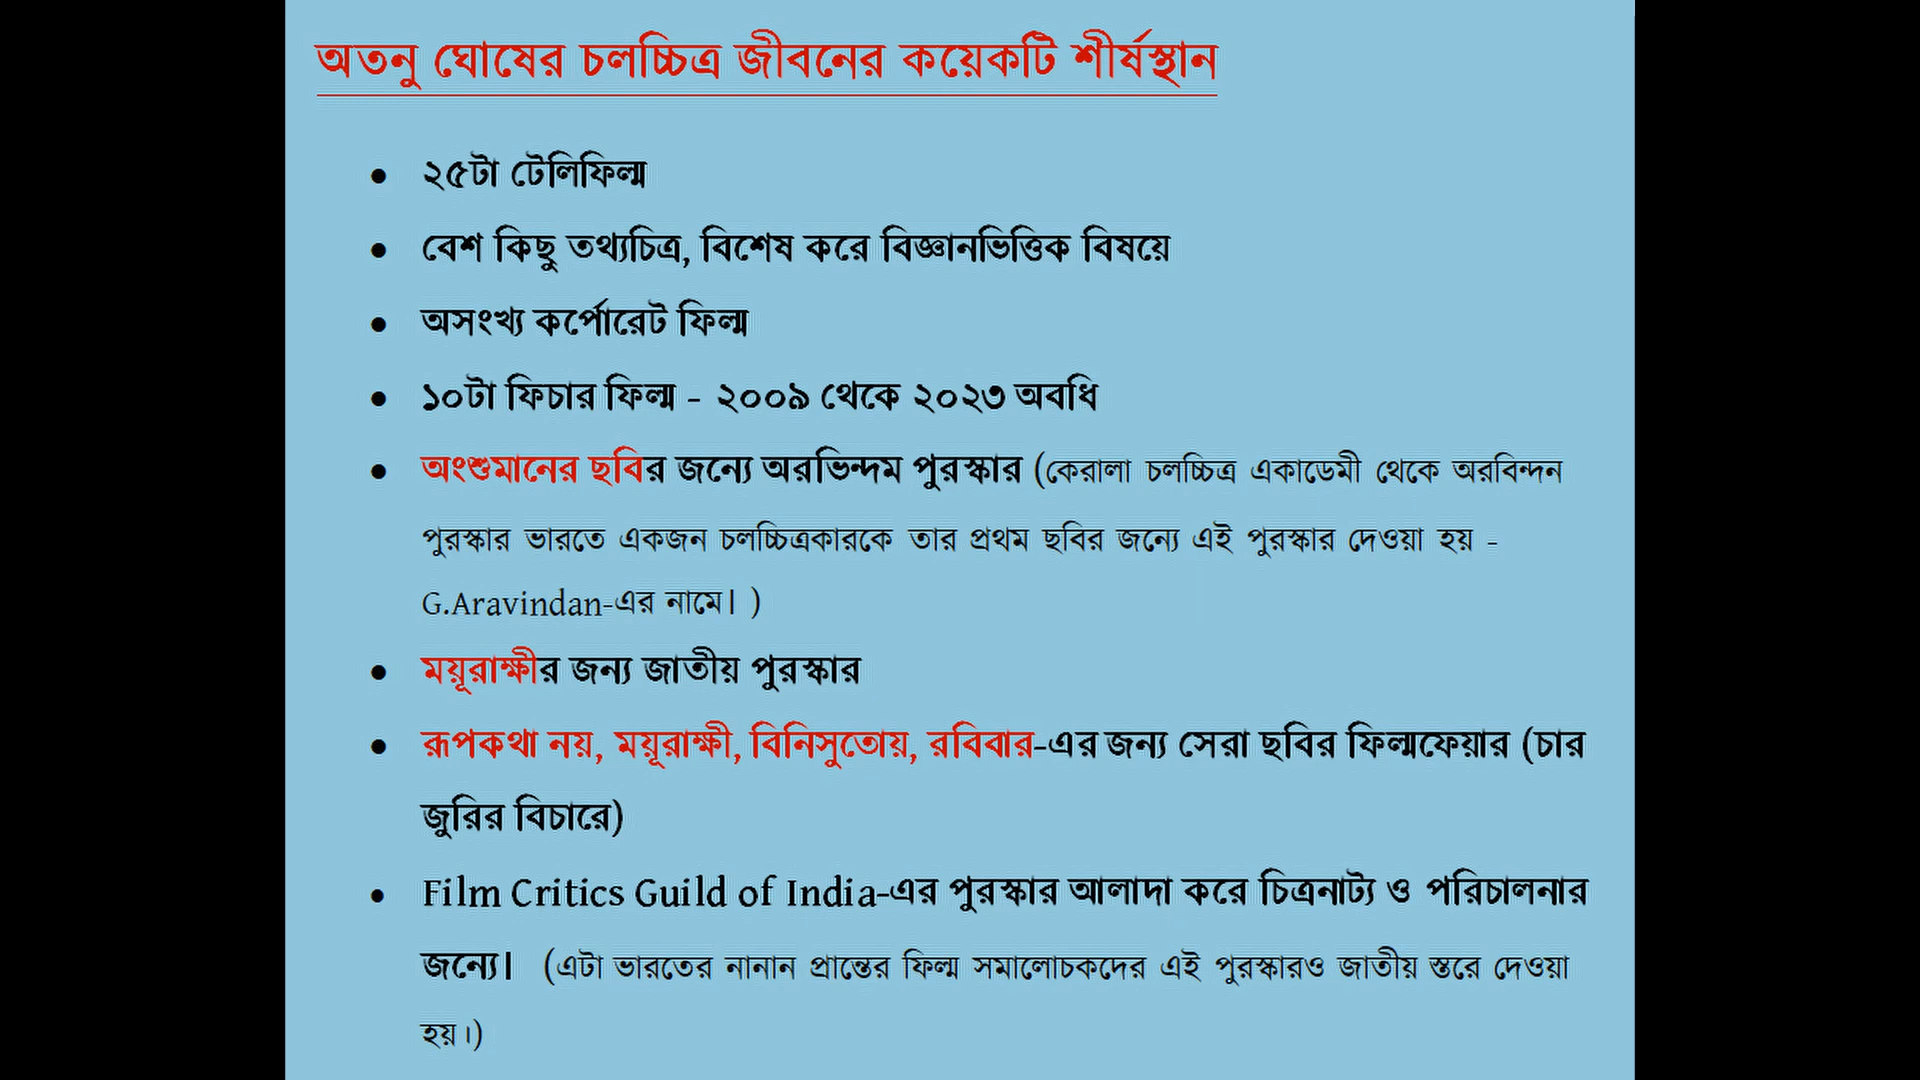 অতনু ঘোষের চলচ্চিত্র জীবনের কয়েকটি শীর্ষস্থান
• ২৫টা টেলিফিল্ম
• বেশ কিছু তথ্যচিত্র, বিশেষ করে বিজ্ঞানভিত্তিক বিষয়ে
• অসংখ্য কর্পোরেট ফিল্ম
• ১০টা ফিচার ফিল্ম - ২০০৯ থেকে ২০২৩ অবধি
• অংশুমানের ছবির জন্যে অরভিন্দম পুরস্কার (কেরালা চলচ্চিত্র একাডেমী থেকে অরবিন্দন
পুরস্কার ভারতে একজন চলচ্চিত্রকারকে তার প্রথম ছবির জন্যে এই পুরস্কার দেওয়া হয় -
G.Aravindan-এর নামে। )
• ময়ূরাক্ষীর জন্য জাতীয় পুরস্কার
• রূপকথা নয়, ময়ূরাক্ষী, বিনিসুতোয়, রবিবার-এর জন্য সেরা ছবির ফিল্মফেয়ার (চার
জুরির বিচারে)
• Film Critics Guild of India-এর পুরস্কার আলাদা করে চিত্রনাট্য ও পরিচালনার
জন্যে। (এটা ভারতের নানান প্রান্তের ফিল্ম সমালোচকদের এই পুরস্কারও জাতীয় স্তরে দেওয়া
হয়।)